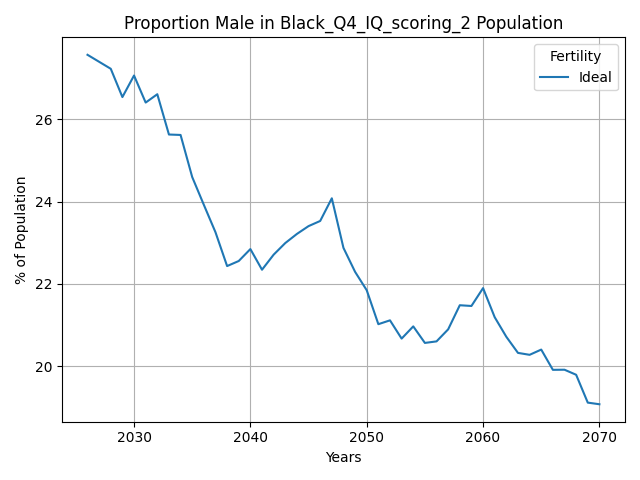 Proportion Male in Black_Q4_IQ_scoring_2 Population
Fertility
Ideal
% of Population
26
24
22
20
2030
2040
2050
2060
2070
Years